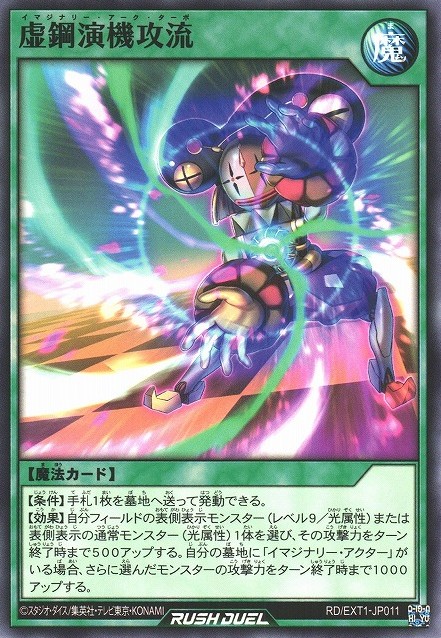 イマジナリー・アーク・ターボ
虚鋼演機攻流
魔
【魔法カード】
【条件】手札1枚を墓地へ送って発動できる。
【効果】自分フィールドの表側表示モンスター(レベル9/光属性)または
表側表示の通常モンスター(光属性)1体を選び、その攻撃力をターン
終了時まで500アップする。自分の墓地に「イマジナリー・アクター」が
いる場合、さらに選んだモンスターの攻撃力をターン終了時まで1000
アップする。
©スタジオ・ダイス/集英社・テレビ東京・KONAMI
RUSH DUEL
RD/EXT1-JP011